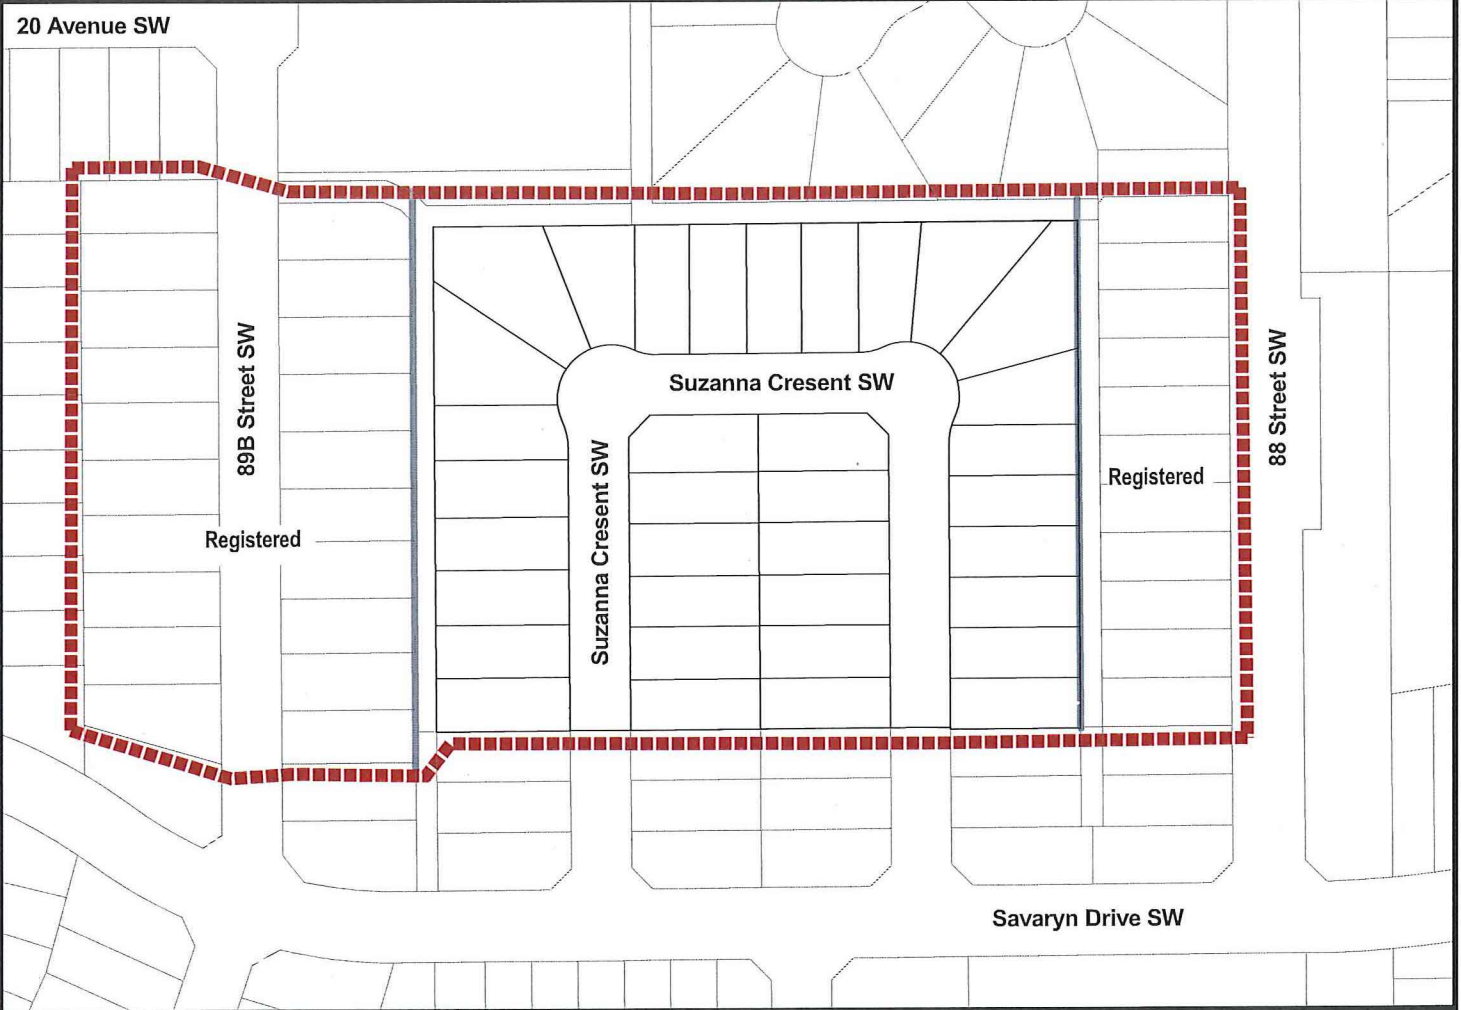 20 Avenue SW
89B Street SW
Suzanna Cresent SW
88 Street SW
Suzanna Cresent SW
Registered
Registered
Savaryn Drive SW